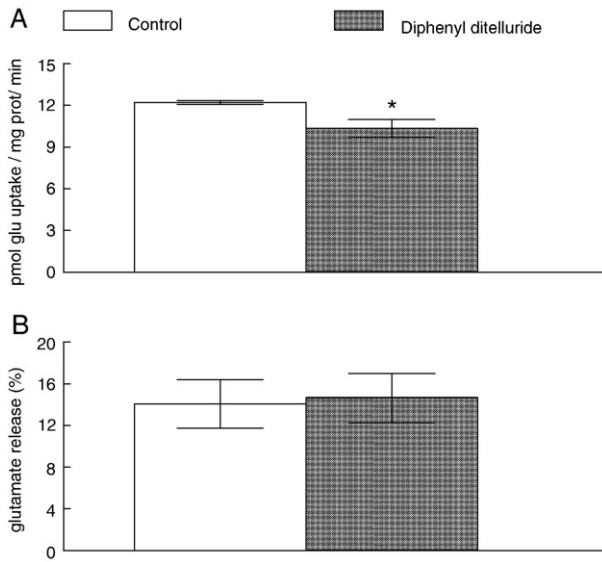 A
Control
Diphenyl ditelluride
pmol glu uptake / mg prot/ min
15
12
9
6
3
0
*
B
glutamate release (%)
20
16
12
8
4
0